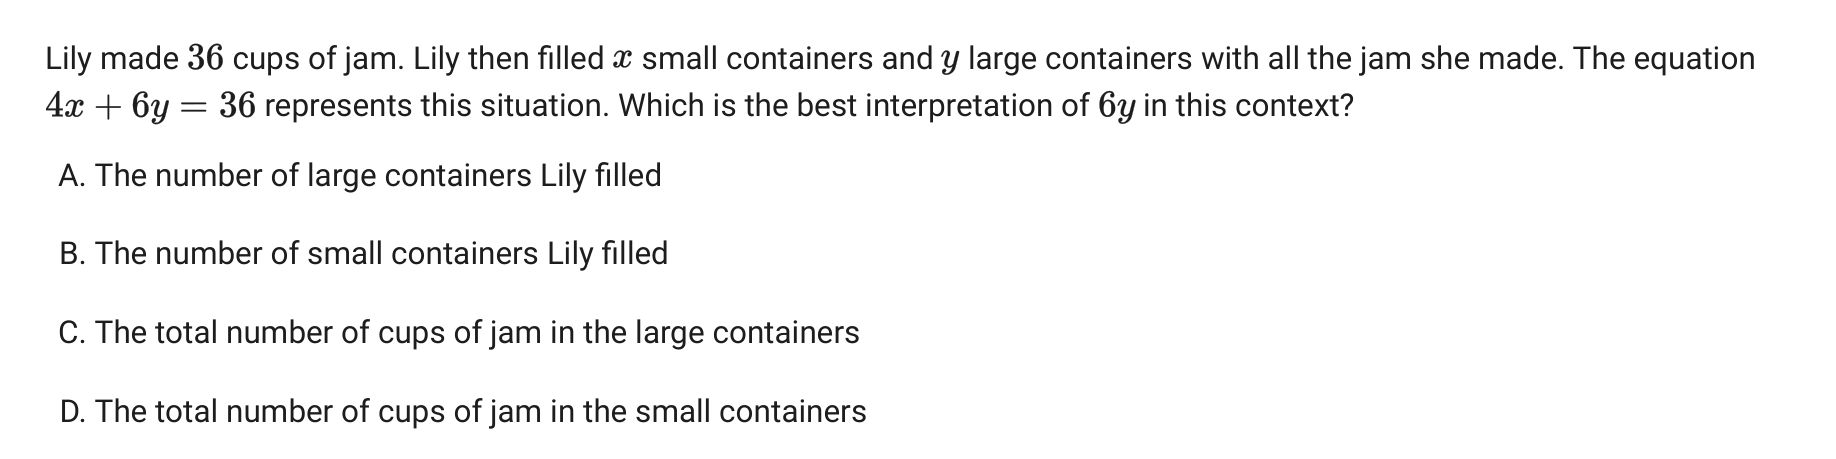 Lily made 36 cups of jam. Lily then filled x small containers and y large containers with all the jam she made. The equation
4x + 6y = 36 represents this situation. Which is the best interpretation of 6y in this context?
A. The number of large containers Lily filled
B. The number of small containers Lily filled
C. The total number of cups of jam in the large containers
D. The total number of cups of jam in the small containers